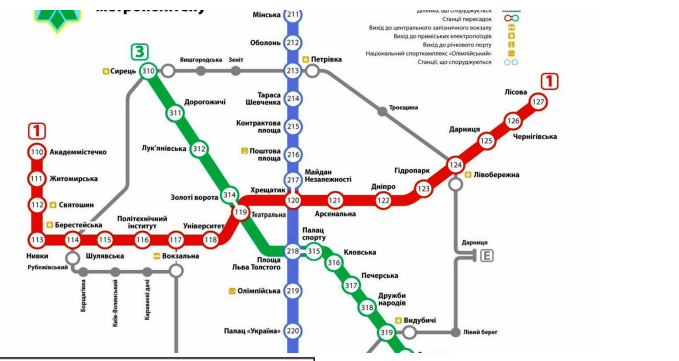 Мінська
211
Станції пересадок
Вихід до центрального залізничного вокзалу
Вихід до приміських електропоїздів
Вихід до річкового порту
Національний спорткомплекс «Олімпійський»
Станції, що споруджуються
Оболонь
212
3
Вишгородська
Зеніт
Сирець
310
213
Петрівка
1
Лісова
127
Тараса
Шевченка
214
Дорогожичі
311
Троєщина
126
Чернігівська
Контрактова
площа
215
Дарниця
125
1
110
Академмістечко
Лук'янівська
312
Поштова
площа
216
124
Лівобережна
111
Житомирська
Майдан
Незалежності
217
Гідропарк
123
112
Святошин
Золоті ворота
314
Хрещатик
120
121
Арсенальна
Дніпро
122
Театральна
119
Берестейська
Політехнічний
інститут
Університет
113
114
115
116
117
118
Нивки
Шулявська
Вокзальна
Рубежівський
Борщагівка
Київ-Волинський
Караваєві дачі
Палац
спорту
218
315
Площа
Льва Толстого
Кловська
316
Дарниця
E
Печерська
317
Олімпійська
219
Дружби
народів
318
Видубичі
319
Лівий берег
Палац «Україна»
220